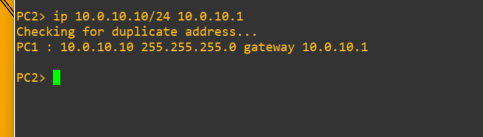 PC2> ip 10.0.10.10/24 10.0.10.1
Checking for duplicate address...
PC1 : 10.0.10.10 255.255.255.0 gateway 10.0.10.1
PC2>